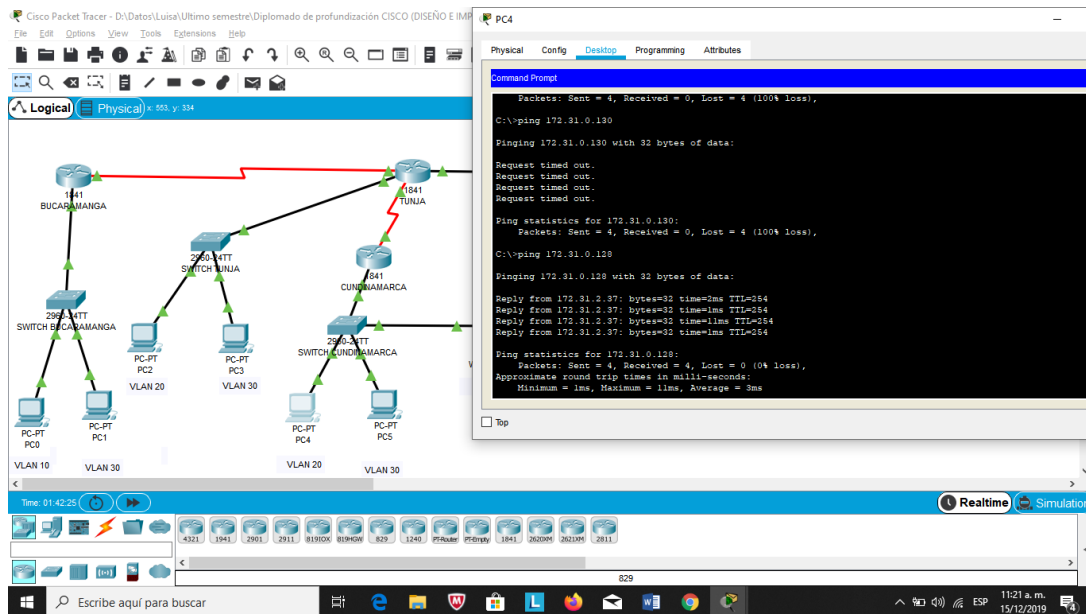 Cisco Packet Tracer - D:\Datos\Luisa\Ultimo semestre\Diplomado de profundización CISCO (DISEÑO E IMP
File Edit Options View Tools Extensions Help
Logical
Physical
x: 553, y: 334
1841
BUCARAMANGA
1841
TUNJA
2960-24TT
SWITCH TUNJA
1841
CUNDINAMARCA
2960-24TT
SWITCH BUCARAMANGA
2960-24TT
SWITCH CUNDINAMARCA
PC-PT
PC2
PC-PT
PC3
VLAN 20
VLAN 30
PC-PT
PC0
PC-PT
PC1
PC-PT
PC4
PC-PT
PC5
VLAN 10
VLAN 30
VLAN 20
VLAN 30
PC4
Physical Config Desktop Programming Attributes
Command Prompt
Packets: Sent = 4, Received = 0, Lost = 4 (100% loss),
C:\>ping 172.31.0.130
Pinging 172.31.0.130 with 32 bytes of data:
Request timed out.
Request timed out.
Request timed out.
Request timed out.
Ping statistics for 172.31.0.130:
Packets: Sent = 4, Received = 0, Lost = 4 (100% loss),
C:\>ping 172.31.0.128
Pinging 172.31.0.128 with 32 bytes of data:
Reply from 172.31.2.37: bytes=32 time=2ms TTL=254
Reply from 172.31.2.37: bytes=32 time=1ms TTL=254
Reply from 172.31.2.37: bytes=32 time=11ms TTL=254
Reply from 172.31.2.37: bytes=32 time=1ms TTL=254
Ping statistics for 172.31.0.128:
Packets: Sent = 4, Received = 4, Lost = 0 (0% loss),
Approximate round trip times in milli-seconds:
Minimum = 1ms, Maximum = 11ms, Average = 3ms
Top
Time: 01:42:25
Realtime
Simulation
4321 1941 2901 2911 819IOX 819HGW 829 1240 PT-Router PT-Empty 1841 2620XM 2621XM 2811
829
Escribe aquí para buscar
ESP
11:21 a. m.
15/12/2019